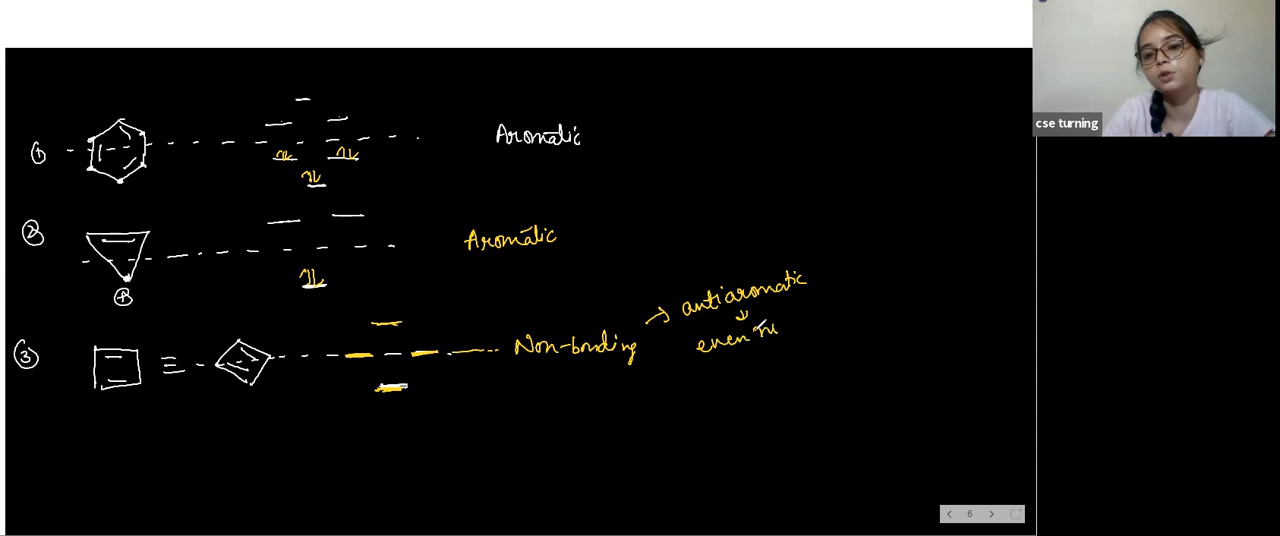 cse turning
① Aromatic
② Aromatic
⊕
→ antiaromatic
③ ≡ Non-bonding
even
6